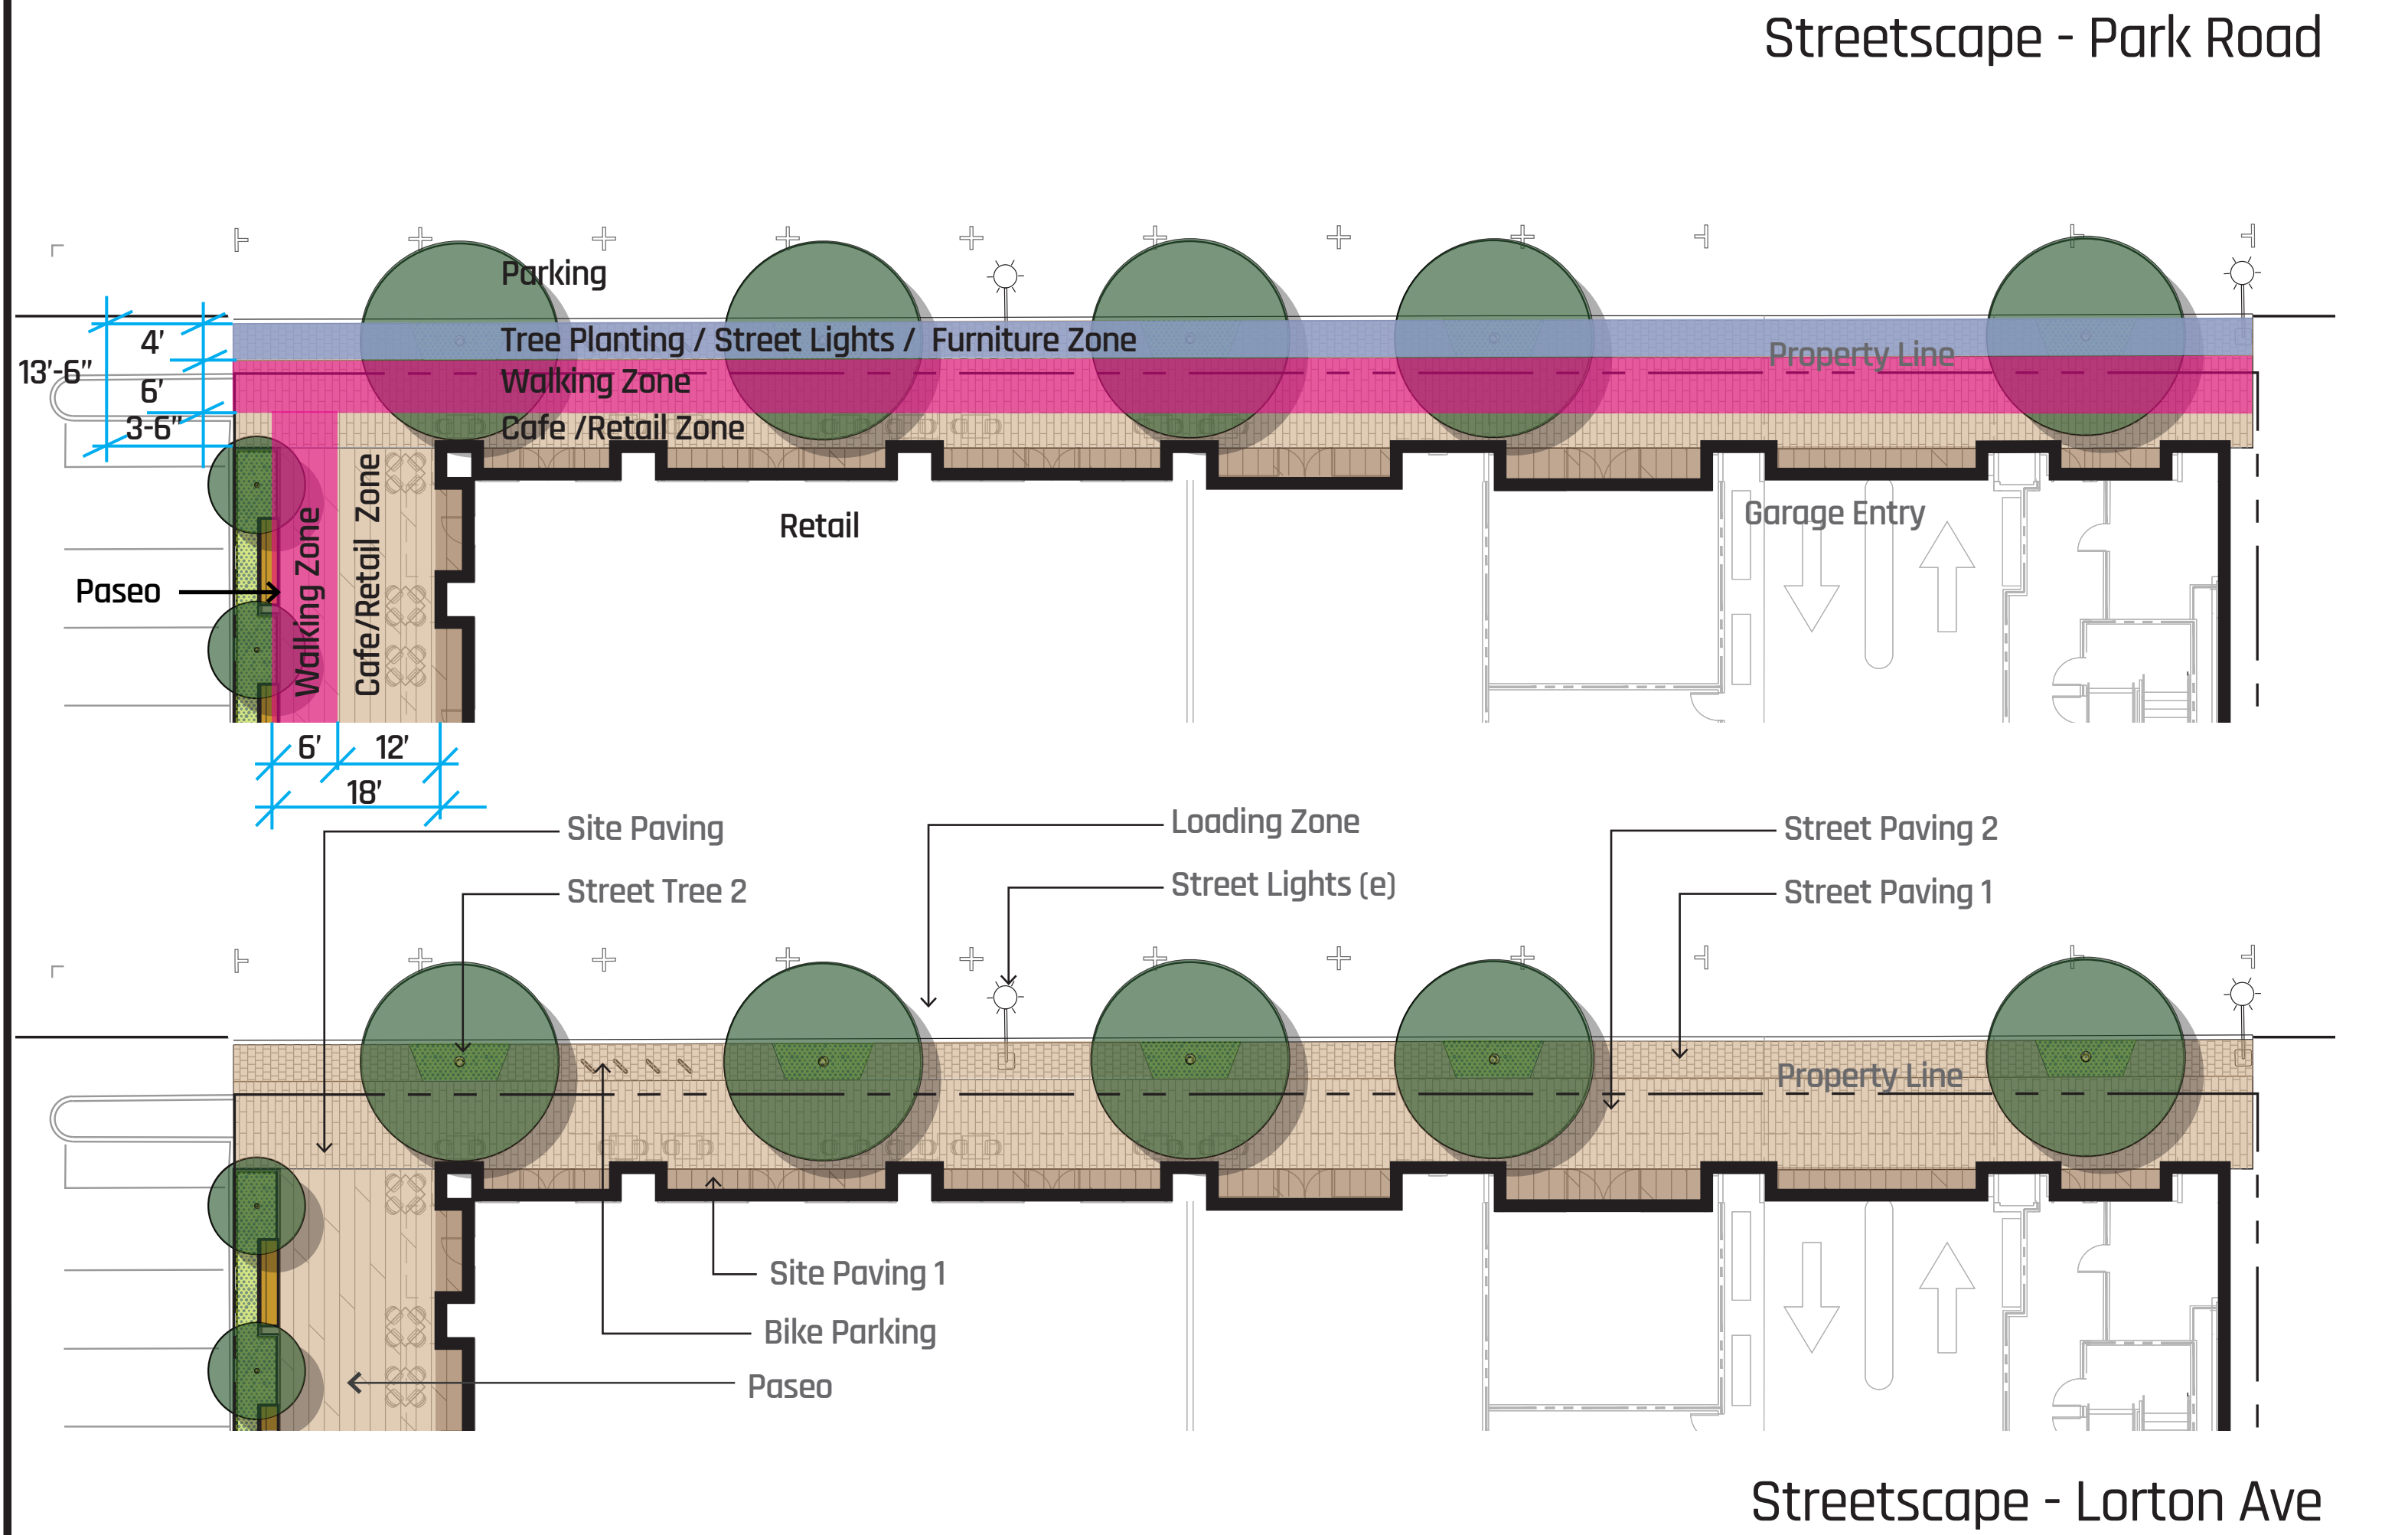 Streetscape - Park Road
Parking
4’
Tree Planting / Street Lights / Furniture Zone
Property Line
13’-6”
6’
Walking Zone
3-6”
Cafe /Retail Zone
Walking Zone
Cafe/Retail Zone
Retail
Garage Entry
Paseo
6’
12’
18’
Site Paving
Loading Zone
Street Paving 2
Street Tree 2
Street Lights (e)
Street Paving 1
Property Line
Site Paving 1
Bike Parking
Paseo
Streetscape - Lorton Ave